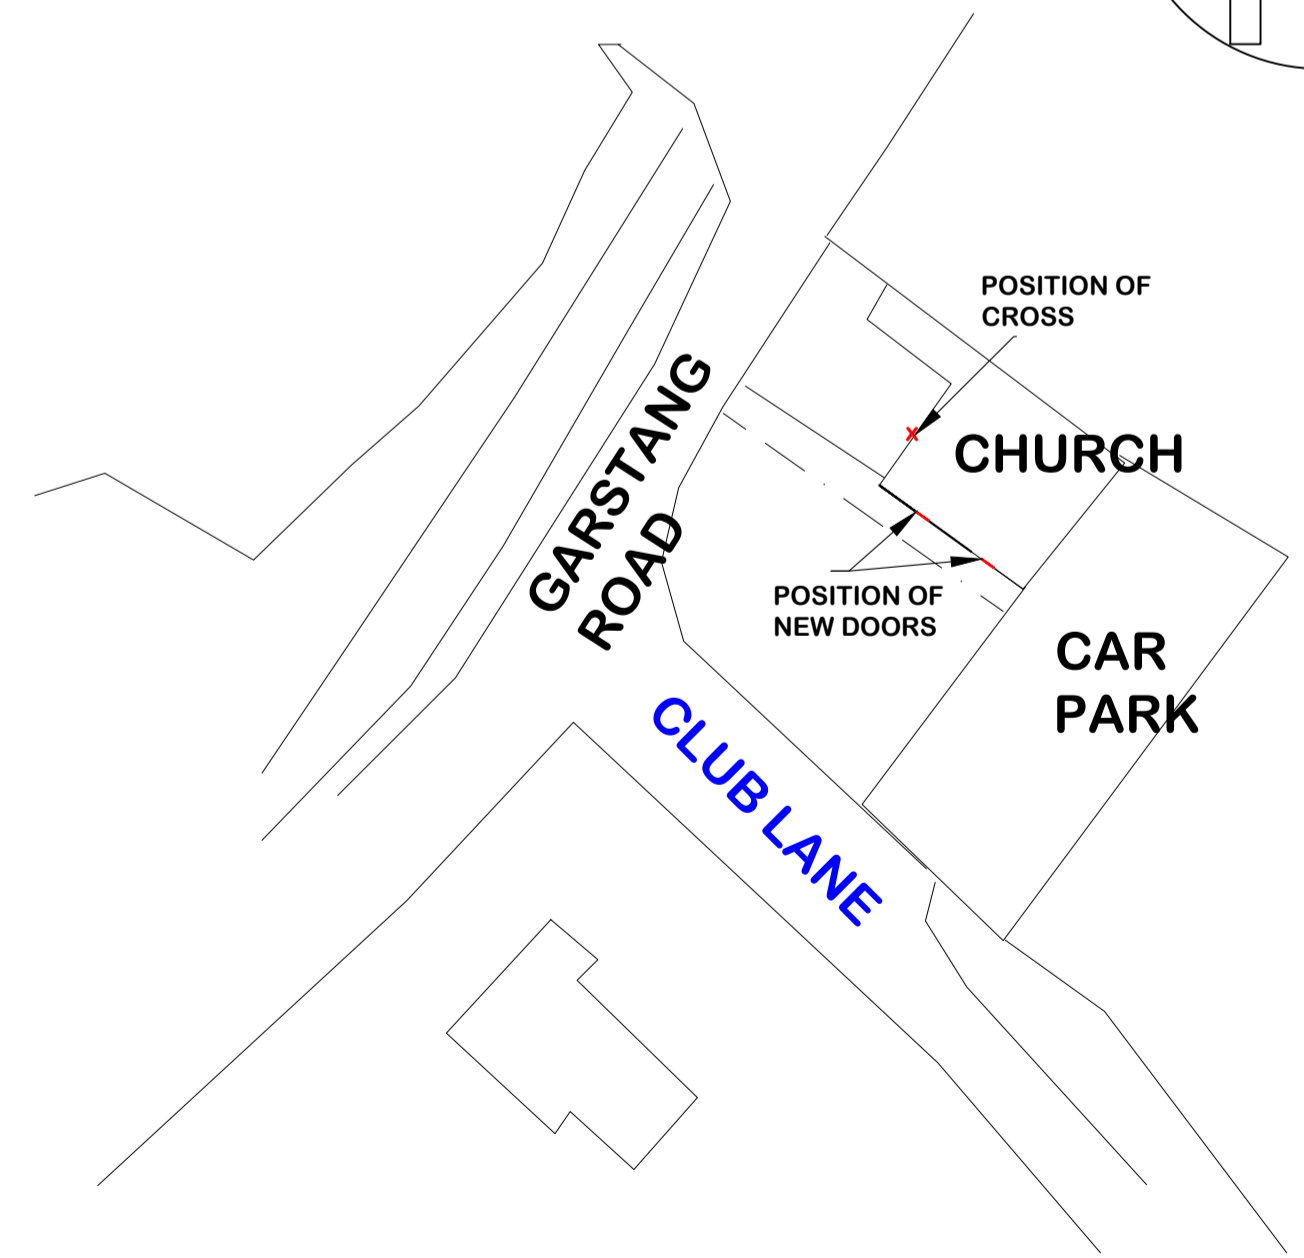 POSITION OF
CROSS
GARSTANG
ROAD
CHURCH
POSITION OF
NEW DOORS
CAR
PARK
CLUB LANE